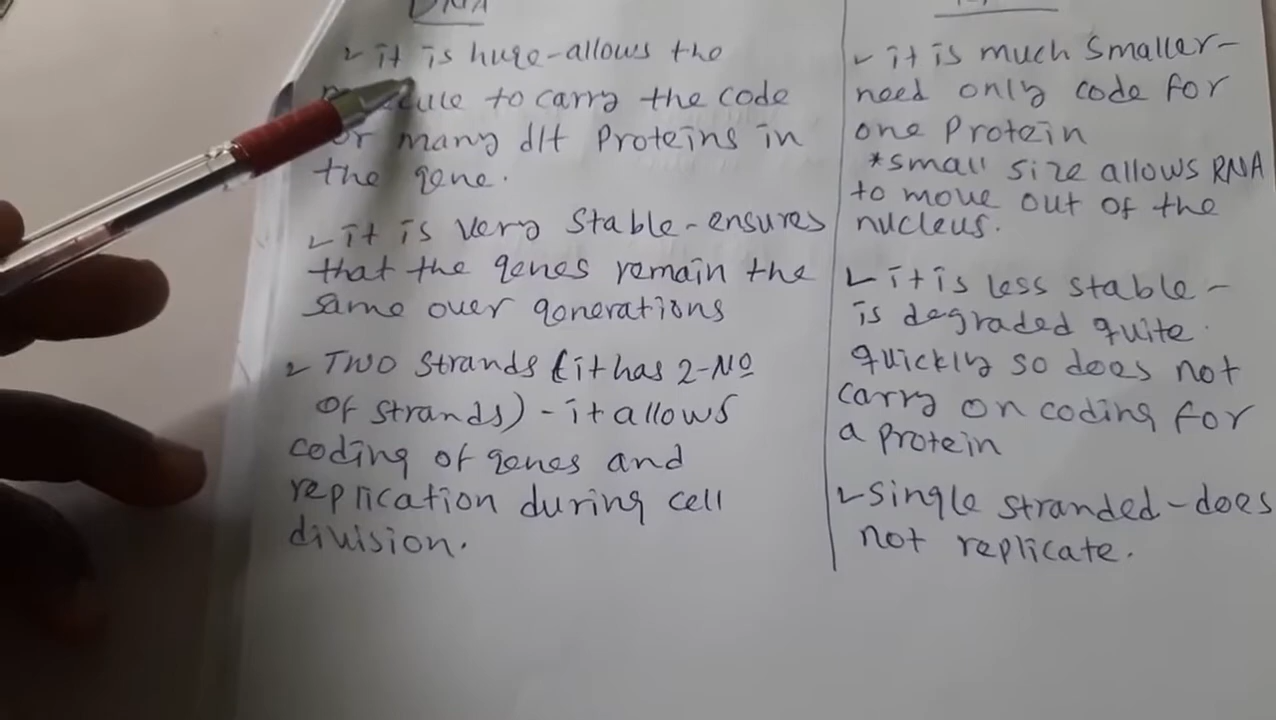 DNA
it is huge-allows the
to carry the code
or many d/t proteins in
the gene.
it is very stable-ensures
that the genes remain the
same over generations
Two strands (it has 2-No
of strands) - it allows
coding of genes and
replication during cell
division.
it is much smaller-
need only code for
one protein
*small size allows RNA
to move out of the
nucleus.
it is less stable-
is degraded quite
quickly so does not
carry on coding for
a protein
single stranded-does
not replicate.